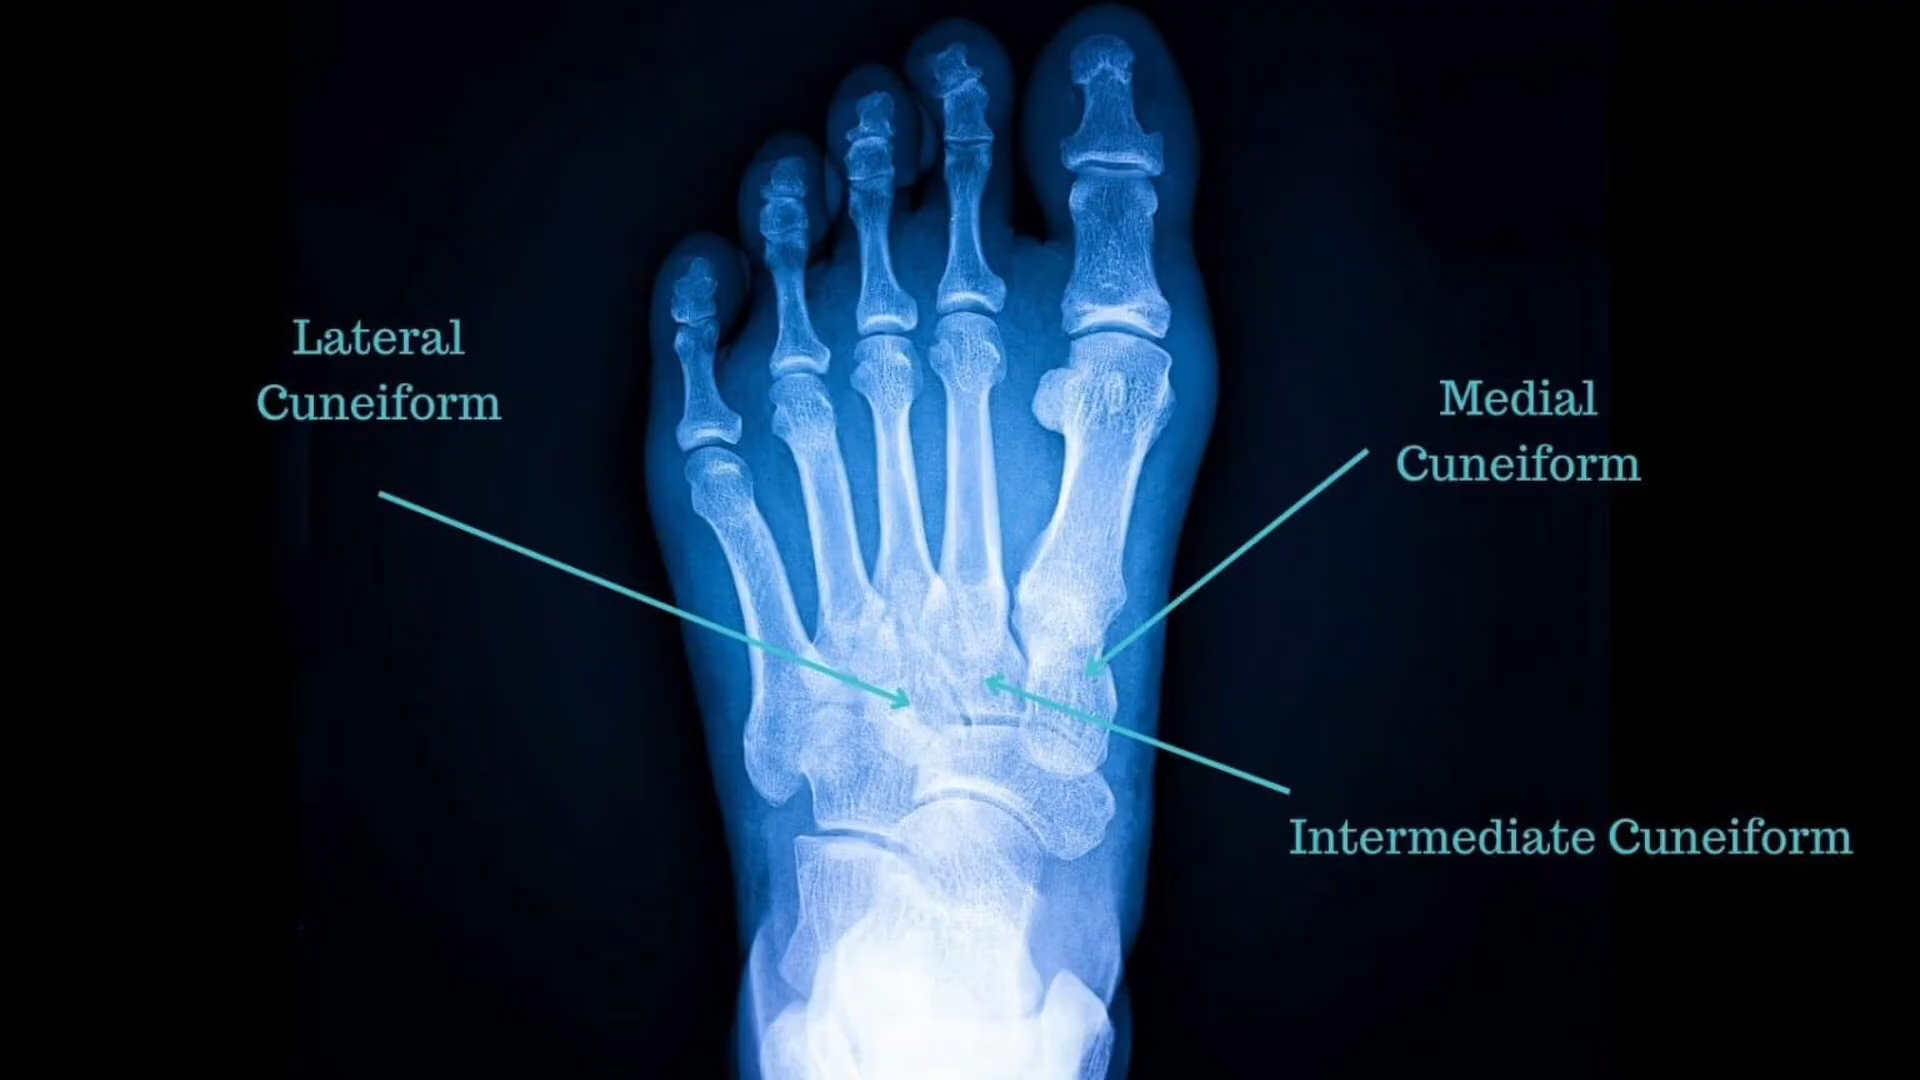 Lateral
Cuneiform
Medial
Cuneiform
Intermediate Cuneiform